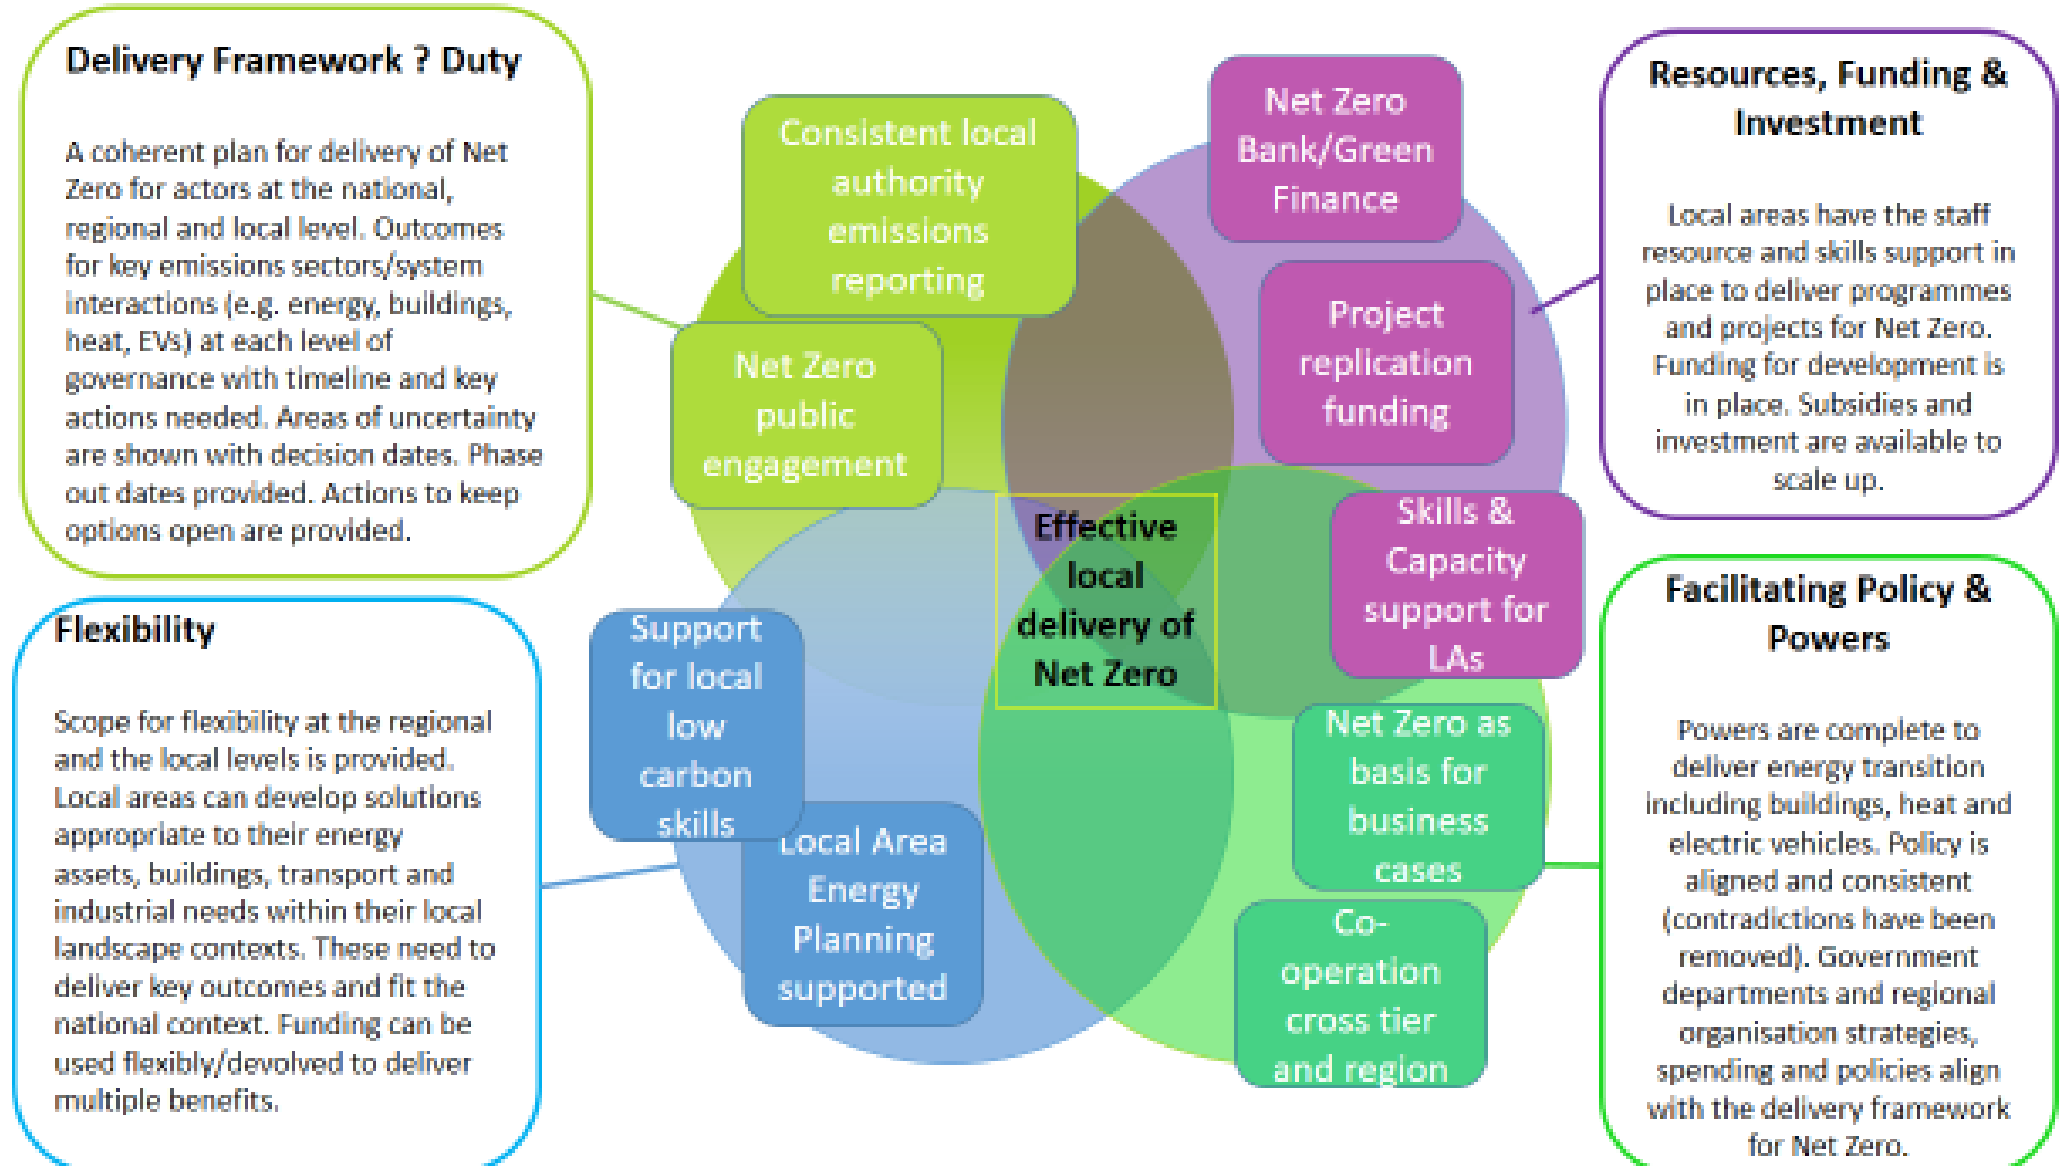 Delivery Framework ? Duty
A coherent plan for delivery of Net
Zero for actors at the national,
regional and local level. Outcomes
for key emissions sectors/system
interactions (e.g. energy, buildings,
heat, EVs) at each level of
governance with timeline and key
actions needed. Areas of uncertainty
are shown with decision dates. Phase
out dates provided. Actions to keep
options open are provided.
Flexibility
Scope for flexibility at the regional
and the local levels is provided.
Local areas can develop solutions
appropriate to their energy
assets, buildings, transport and
industrial needs within their local
landscape contexts. These need to
deliver key outcomes and fit the
national context. Funding can be
used flexibly/devolved to deliver
multiple benefits.
Consistent local
authority
emissions
reporting
Net Zero
public
engagement
Support
for local
low
carbon
skills
Local Area
Energy
Planning
supported
Effective
local
delivery of
Net Zero
Net Zero
Bank/Green
Finance
Project
replication
funding
Skills &
Capacity
support for
LAs
Net Zero as
basis for
business
cases
Co-
operation
cross tier
and region
Resources, Funding &
Investment
Local areas have the staff
resource and skills support in
place to deliver programmes
and projects for Net Zero.
Funding for development is
in place. Subsidies and
investment are available to
scale up.
Facilitating Policy &
Powers
Powers are complete to
deliver energy transition
including buildings, heat and
electric vehicles. Policy is
aligned and consistent
(contradictions have been
removed). Government
departments and regional
organisation strategies,
spending and policies align
with the delivery framework
for Net Zero.